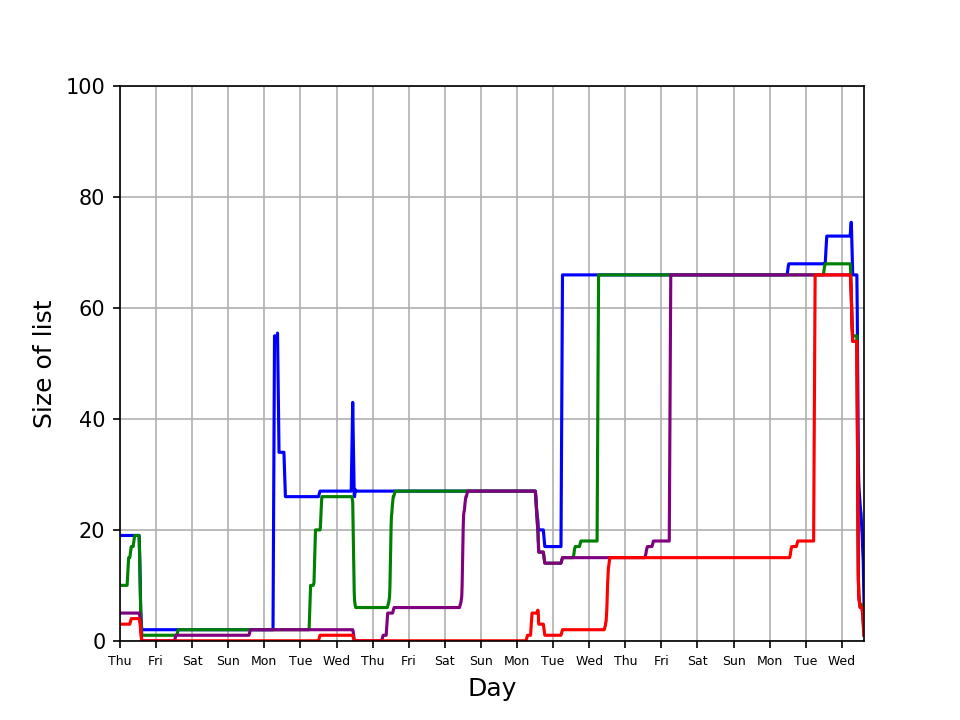 100
80
60
40
20
0
Size of list
Thu Fri Sat Sun Mon Tue Wed Thu Fri Sat Sun Mon Tue Wed Thu Fri Sat Sun Mon Tue Wed
Day